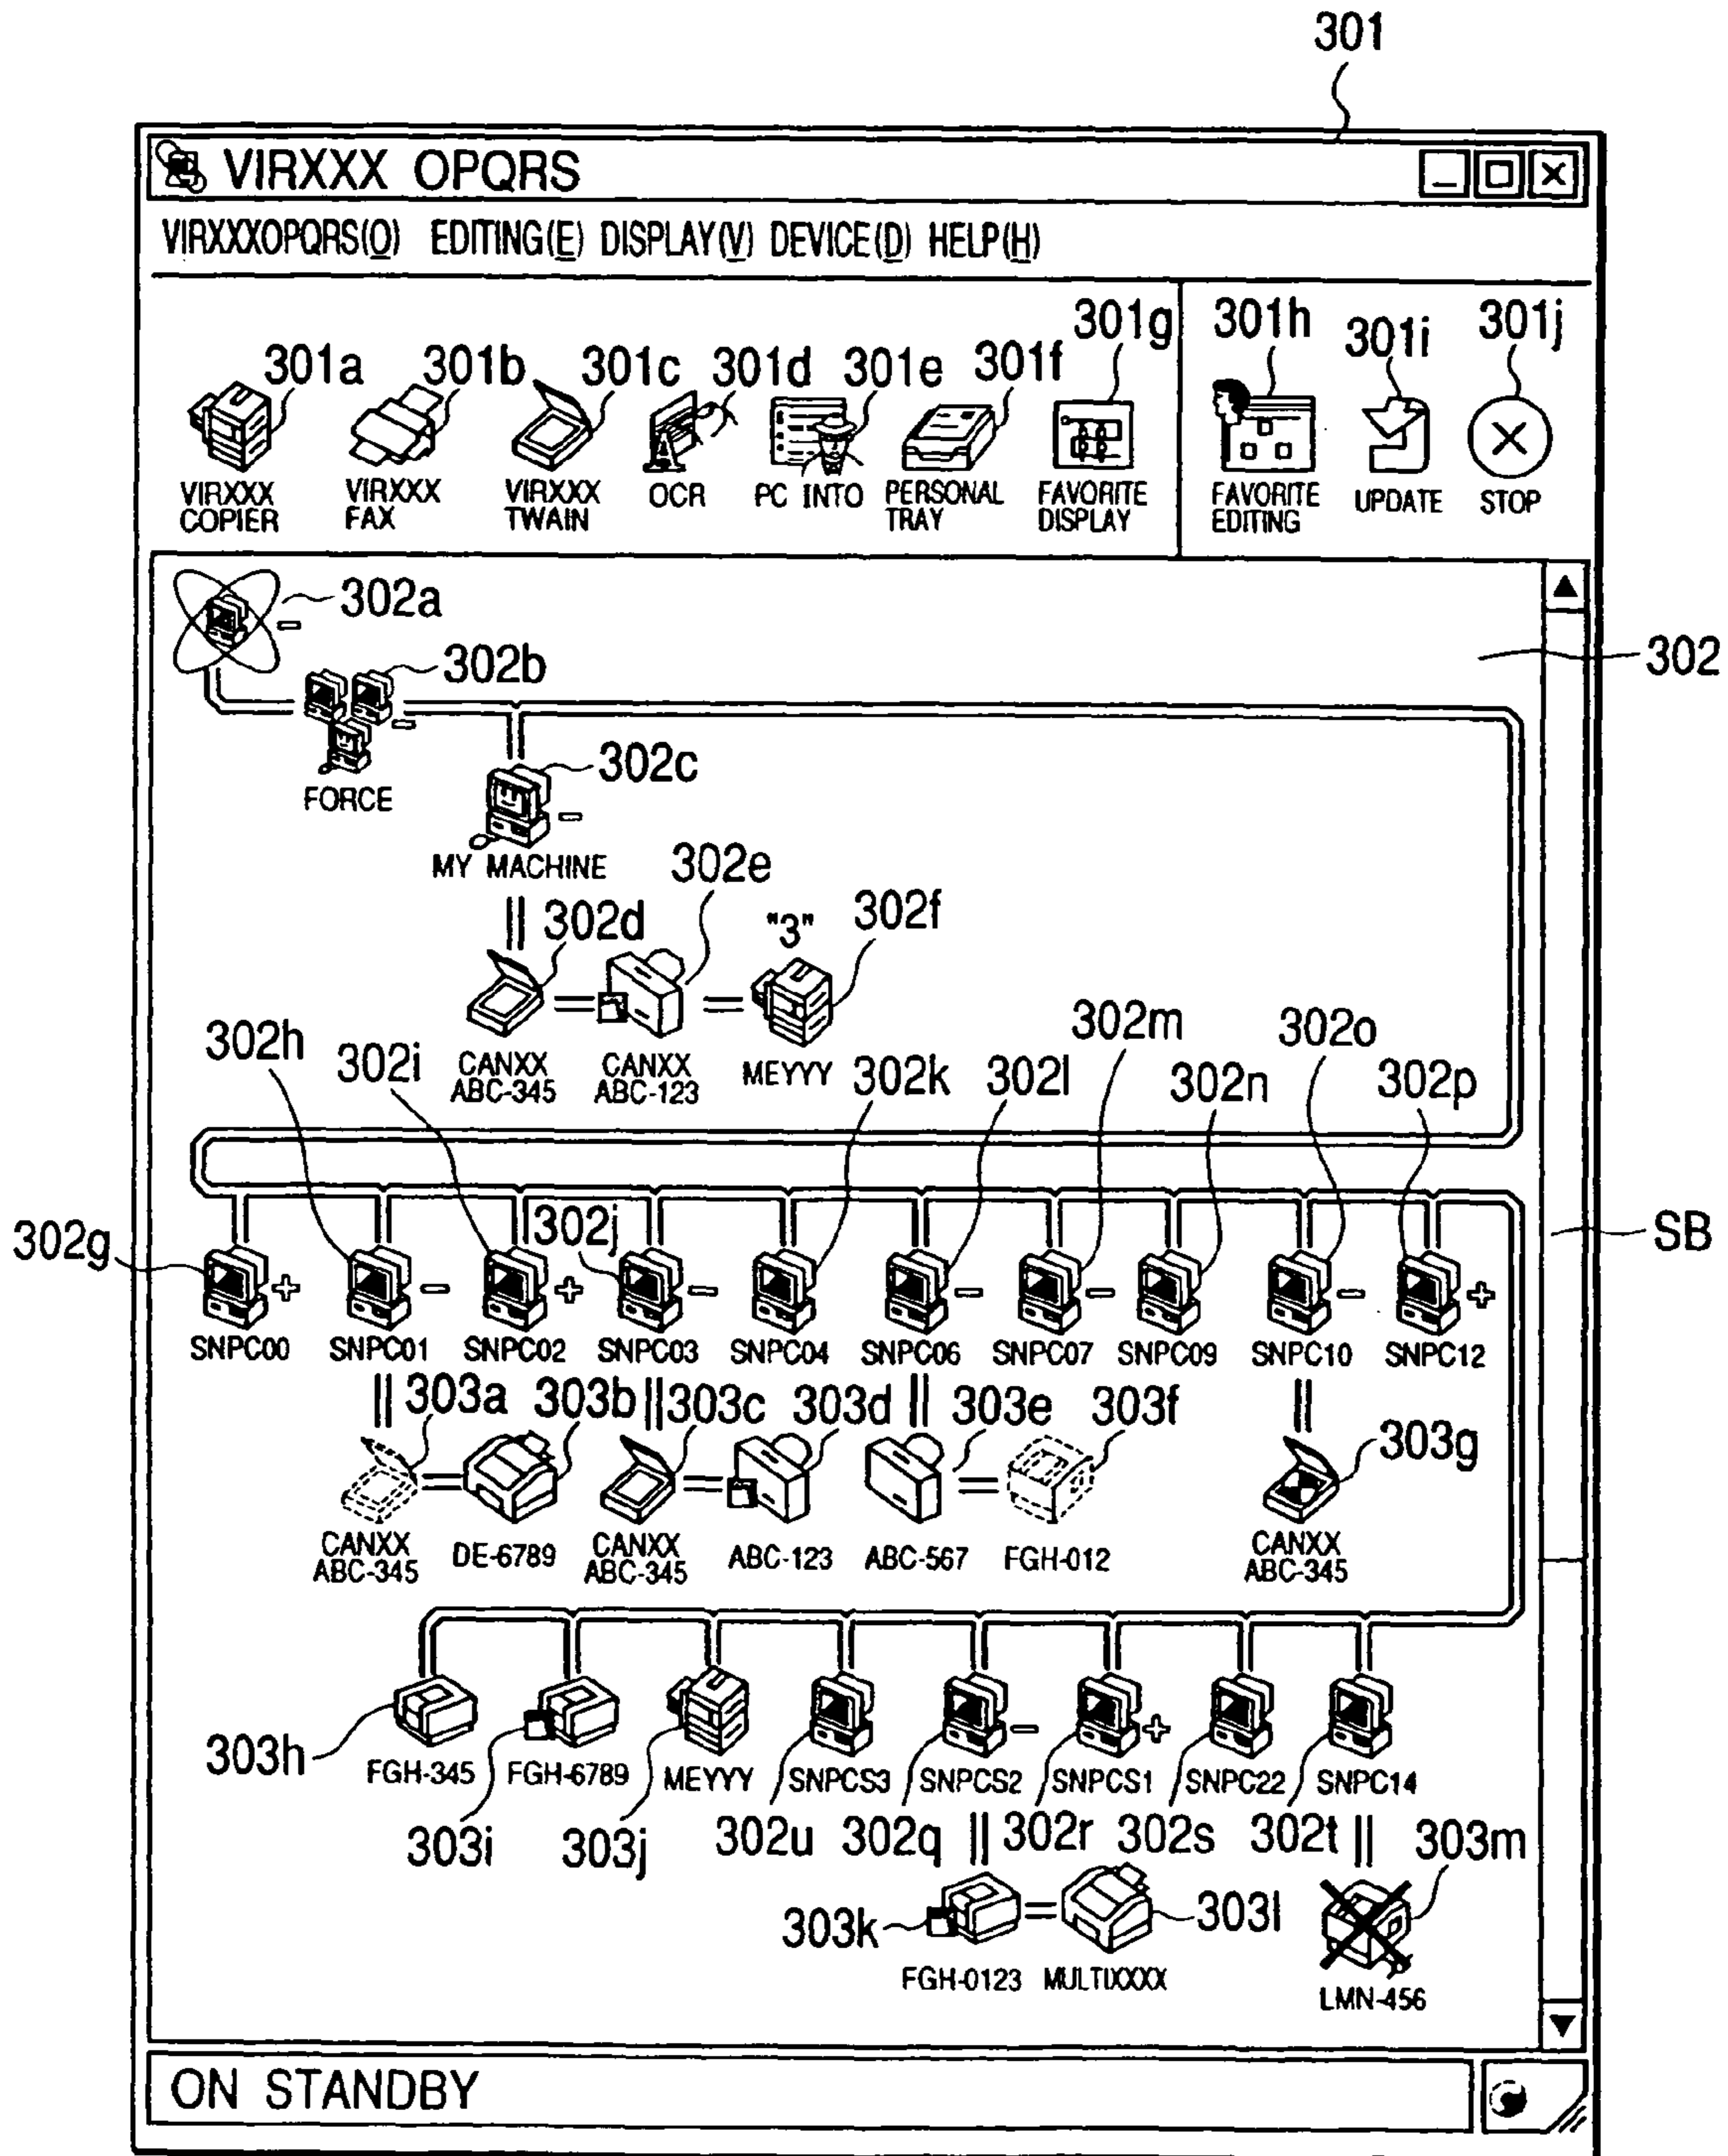 301
VIRXXX OPQRS
VIRXXXOPQRS(O) EDITING(E) DISPLAY(V) DEVICE(D) HELP(H)
301a 301b 301c 301d 301e 301f 301g 301h 301i 301j
VIRXXX COPIER
VIRXXX FAX
VIRXXX TWAIN
OCR
PC INTO
PERSONAL TRAY
FAVORITE DISPLAY
FAVORITE EDITING
UPDATE
STOP
302a
302b
302
FORCE
302c
MY MACHINE
302d 302e "3" 302f
CANXX ABC-345
CANXX ABC-123
MEYYY
302h 302i 302k 302l 302m 302n 302o 302p
302g + - 302j + - - - - + SB
SNPC00 SNPC01 SNPC02 SNPC03 SNPC04 SNPC06 SNPC07 SNPC09 SNPC10 SNPC12
303a 303b 303c 303d 303e 303f 303g
CANXX ABC-345
DE-6789
CANXX ABC-345
ABC-123
ABC-567
FGH-012
CANXX ABC-345
303h
FGH-345 FGH-6789 MEYYY SNPCS3 SNPCS2 SNPCS1 SNPC22 SNPC14
303i 303j 302u 302q 302r 302s 302t 303m
303k 303l
FGH-0123 MULTIXXXX LMN-456
ON STANDBY